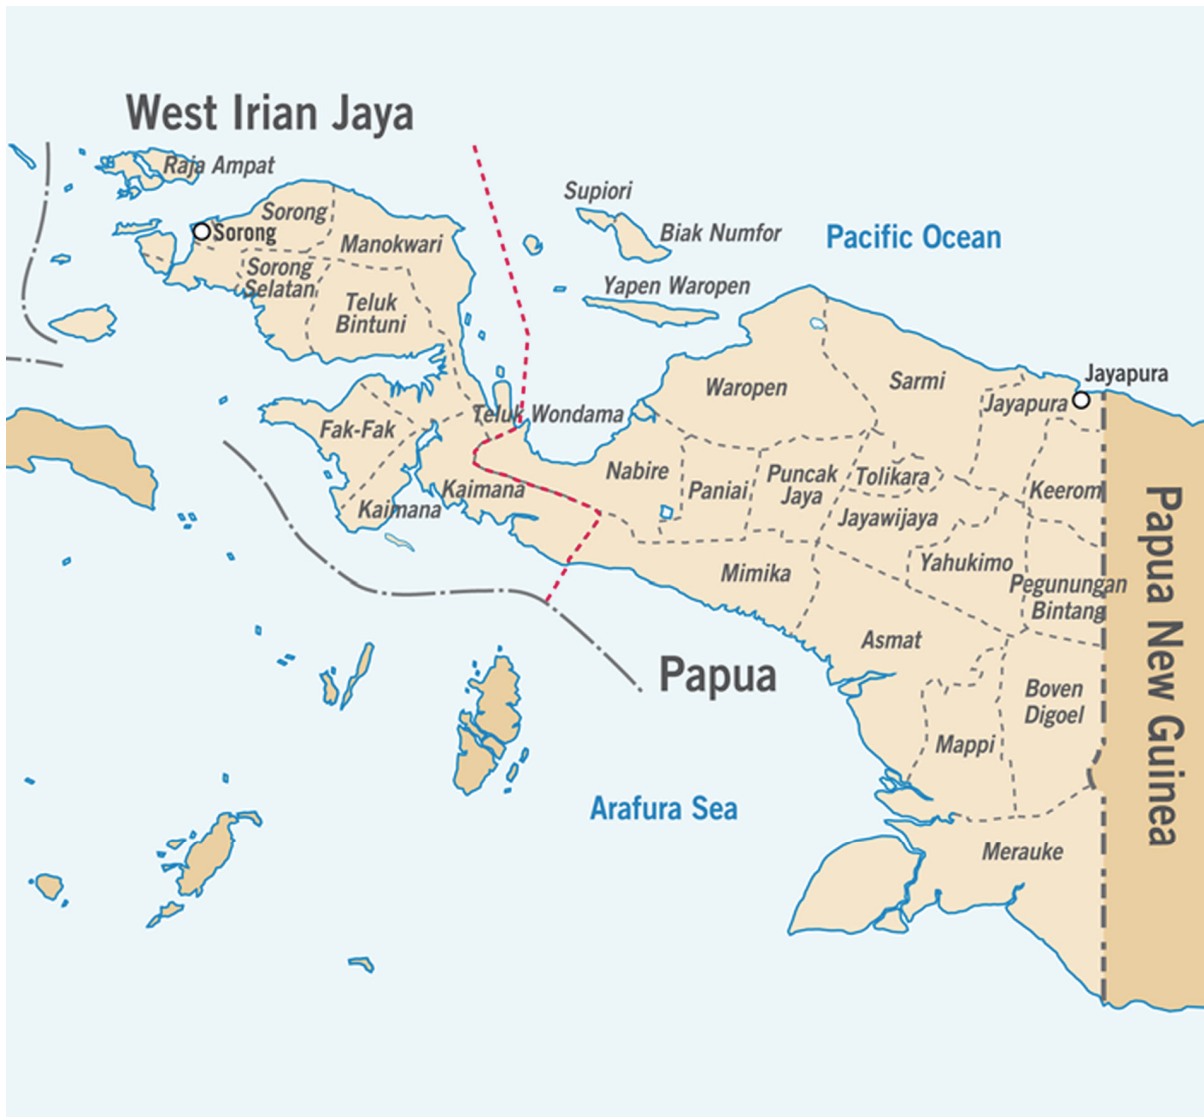 West Irian Jaya
Raja Ampat
Supiori
Sorong
Sorong
Manokwari
Biak Numfor
Pacific Ocean
Sorong
Selatan
Yapen Waropen
Teluk
Bintuni
Jayapura
Waropen
Sarmi
Jayapura
Teluk Wondama
Fak-Fak
Nabire
Paniai
Puncak
Jaya
Tolikara
Keerom
Kaimana
Kaimana
Jayawijaya
Yahukimo
Mimika
Pegunungan
Bintang
Asmat
Papua
Boven
Digoel
Mappi
Papua New Guinea
Arafura Sea
Merauke